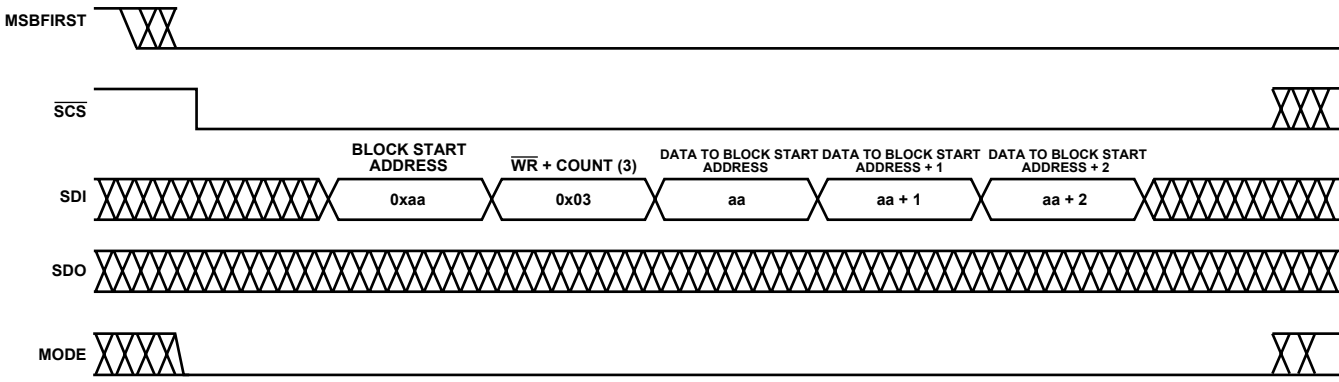 MSBFIRST
SCS
BLOCK START
ADDRESS
WR + COUNT (3)
DATA TO BLOCK START
ADDRESS
DATA TO BLOCK START
ADDRESS + 1
DATA TO BLOCK START
ADDRESS + 2
SDI
0xaa
0x03
aa
aa + 1
aa + 2
SDO
MODE